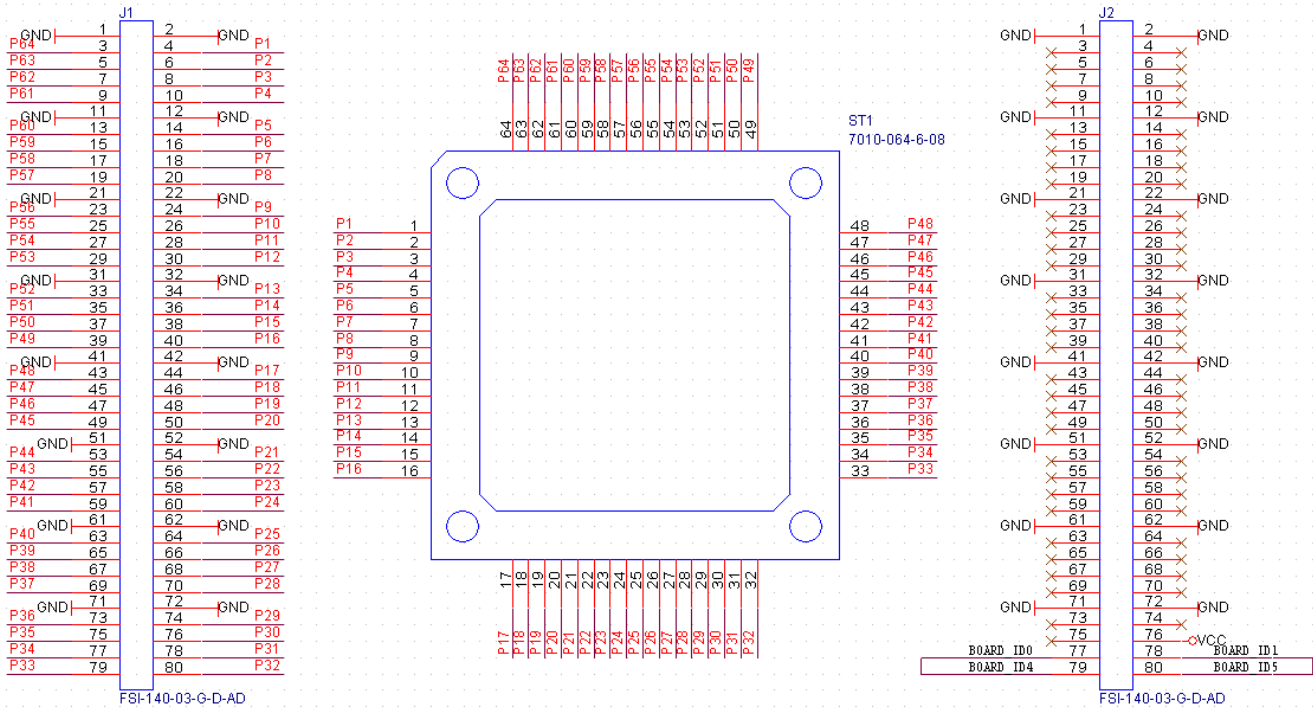 J1
GND 1 2 GND
P64 3 4 P1
P63 5 6 P2
P62 7 8 P3
P61 9 10 P4
GND 11 12 GND
P60 13 14 P5
P59 15 16 P6
P58 17 18 P7
P57 19 20 P8
GND 21 22 GND
P56 23 24 P9
P55 25 26 P10
P54 27 28 P11
P53 29 30 P12
GND 31 32 GND
P52 33 34 P13
P51 35 36 P14
P50 37 38 P15
P49 39 40 P16
GND 41 42 GND
P48 43 44 P17
P47 45 46 P18
P46 47 48 P19
P45 49 50 P20
GND 51 52 GND
P44 53 54 P21
P43 55 56 P22
P42 57 58 P23
P41 59 60 P24
GND 61 62 GND
P40 63 64 P25
P39 65 66 P26
P38 67 68 P27
P37 69 70 P28
GND 71 72 GND
P36 73 74 P29
P35 75 76 P30
P34 77 78 P31
P33 79 80 P32
FSI-140-03-G-D-AD
P64 P63 P62 P61 P60 P59 P58 P57 P56 P55 P54 P53 P52 P51 P50 P49
64 63 62 61 60 59 58 57 56 55 54 53 52 51 50 49
ST1
7010-064-6-08
P1 1 48 P48
P2 2 47 P47
P3 3 46 P46
P4 4 45 P45
P5 5 44 P44
P6 6 43 P43
P7 7 42 P42
P8 8 41 P41
P9 9 40 P40
P10 10 39 P39
P11 11 38 P38
P12 12 37 P37
P13 13 36 P36
P14 14 35 P35
P15 15 34 P34
P16 16 33 P33
17 18 19 20 21 22 23 24 25 26 27 28 29 30 31 32
P17 P18 P19 P20 P21 P22 P23 P24 P25 P26 P27 P28 P29 P30 P31 P32
J2
GND 1 2 GND
3 4
5 6
7 8
9 10
GND 11 12 GND
13 14
15 16
17 18
19 20
GND 21 22 GND
23 24
25 26
27 28
29 30
GND 31 32 GND
33 34
35 36
37 38
39 40
GND 41 42 GND
43 44
45 46
47 48
49 50
GND 51 52 GND
53 54
55 56
57 58
59 60
GND 61 62 GND
63 64
65 66
67 68
69 70
GND 71 72 GND
73 74
75 76 VCC
BOARD_ID0 77 78 BOARD_ID1
BOARD_ID4 79 80 BOARD_ID5
FSI-140-03-G-D-AD